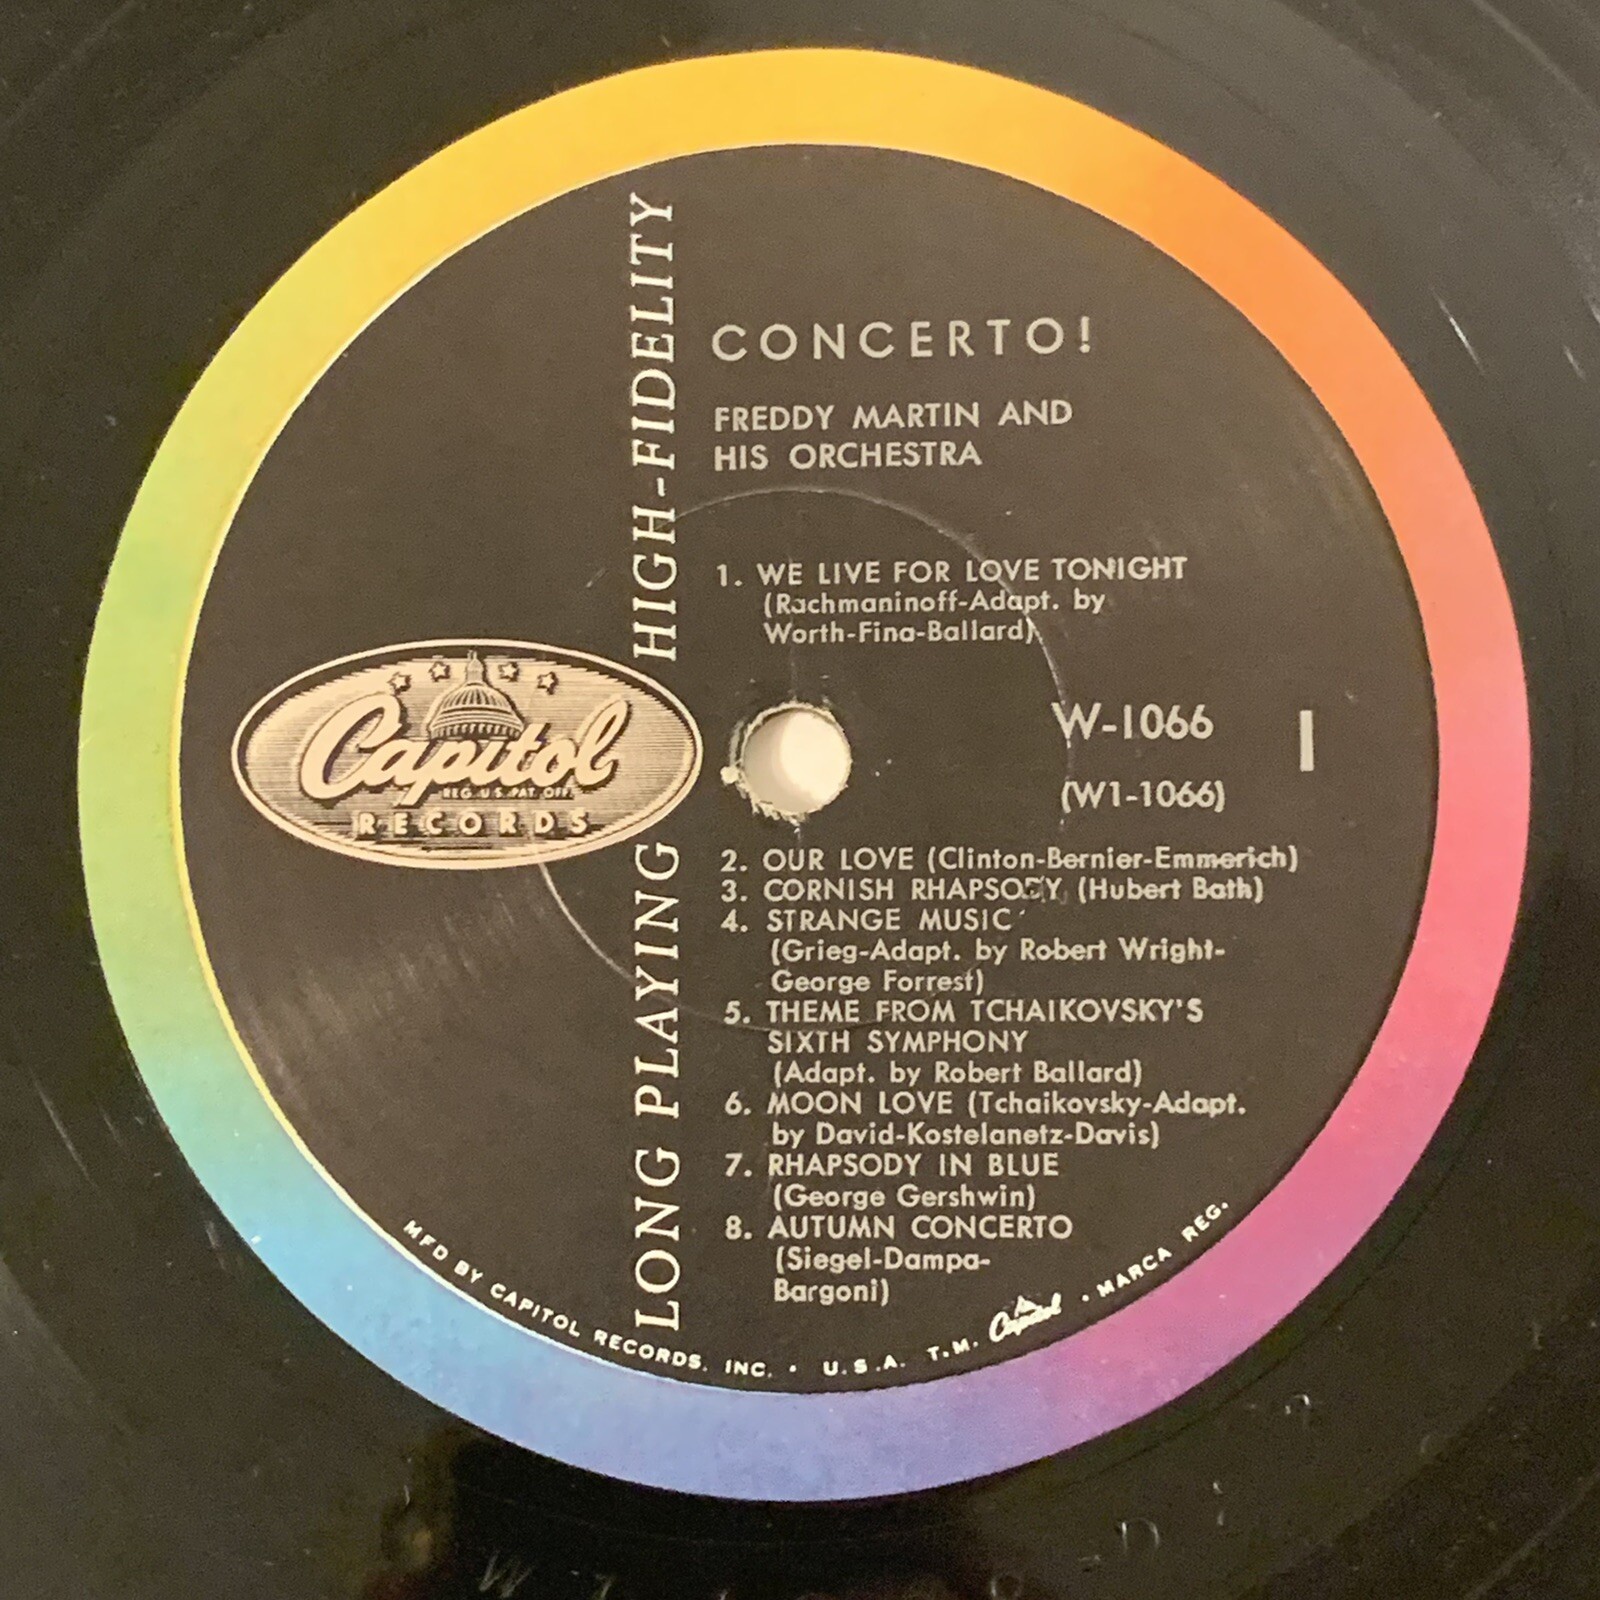 CONCERTO!
FREDDY MARTIN AND
HIS ORCHESTRA
1. WE LIVE FOR LOVE TONIGHT
(Rachmaninoff-Adapt. by
Worth-Fina-Ballard)
W-1066
1
(W1-1066)
Capitol
REG. U.S. PAT. OFF.
RECORDS
LONG PLAYING HIGH-FIDELITY
2. OUR LOVE (Clinton-Bernier-Emmerich)
3. CORNISH RHAPSODY (Hubert Bath)
4. STRANGE MUSIC
(Grieg-Adapt. by Robert Wright-
George Forrest)
5. THEME FROM TCHAIKOVSKY'S
SIXTH SYMPHONY
(Adapt. by Robert Ballard)
6. MOON LOVE (Tchaikovsky-Adapt.
by David-Kostelanetz-Davis)
7. RHAPSODY IN BLUE
(George Gershwin)
8. AUTUMN CONCERTO
(Siegel-Dampa-
Bargoni)
MFD BY CAPITOL RECORDS, INC. • U.S.A. T.M. Capitol • MARCA REG.